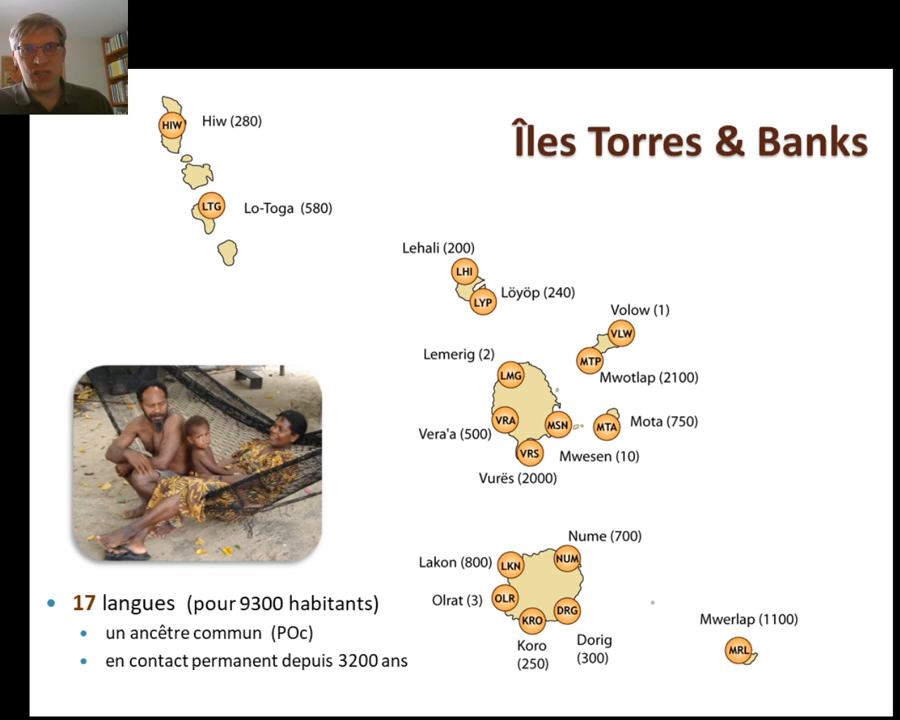 Îles Torres & Banks
HIW
Hiw (280)
LTG
Lo-Toga (580)
Lehali (200)
LHI
LYP
Löyöp (240)
Volow (1)
VLW
MTP
Mwotlap (2100)
Lemerig (2)
LMG
VRA
Vera'a (500)
MSN
Mwesen (10)
MTA
Mota (750)
VRS
Vurës (2000)
Nume (700)
NUM
Lakon (800)
LKN
Olrat (3)
OLR
KRO
Koro
(250)
DRG
Dorig
(300)
Mwerlap (1100)
MRL
• 17 langues (pour 9300 habitants)
• un ancêtre commun (POc)
• en contact permanent depuis 3200 ans